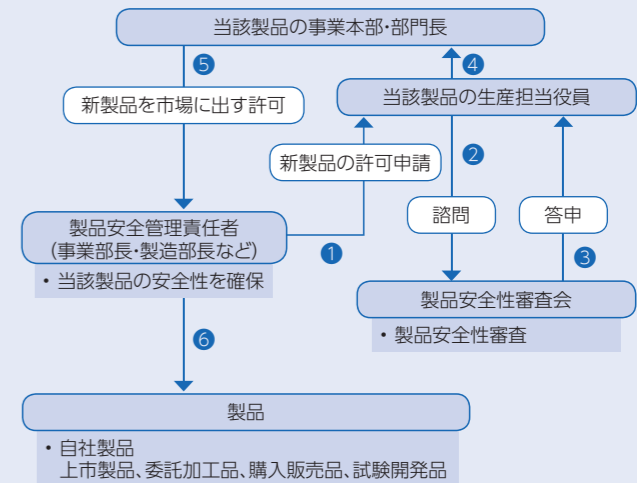 当該製品の事業本部・部門長
❺
❹
新製品を市場に出す許可
当該製品の生産担当役員
新製品の許可申請
❷
諮問
答申
製品安全管理責任者
(事業部長・製造部長など)
❶
❸
・当該製品の安全性を確保
製品安全性審査会
・製品安全性審査
❻
製品
・自社製品
上市製品、委託加工品、購入販売品、試験開発品